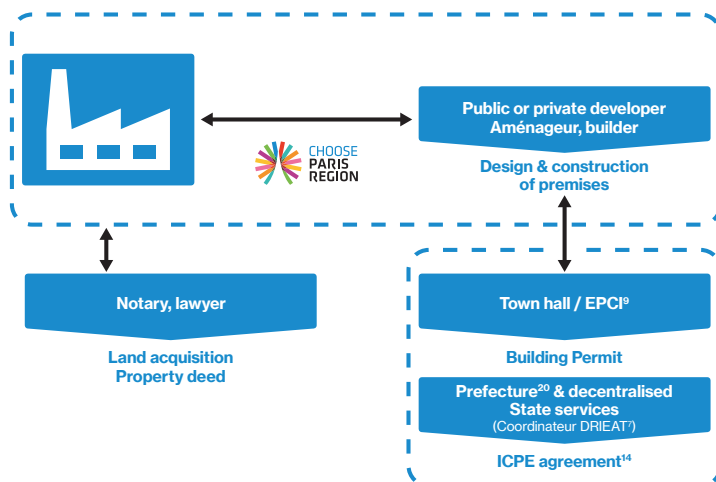 CHOOSE
PARIS
REGION
Public or private developer
Aménageur, builder
Design & construction
of premises
Notary, lawyer
Land acquisition
Property deed
Town hall / EPCI⁹
Building Permit
Prefecture²⁰ & decentralised
State services
(Coordinateur DRIEAT⁷)
ICPE agreement¹⁴